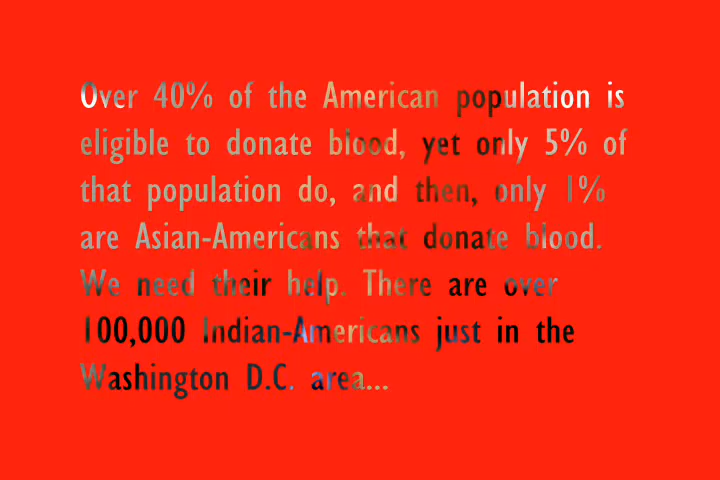 Over 40% of the American population is
eligible to donate blood, yet only 5% of
that population do, and then, only 1%
are Asian-Americans that donate blood.
We need their help. There are over
100,000 Indian-Americans just in the
Washington D.C. area...